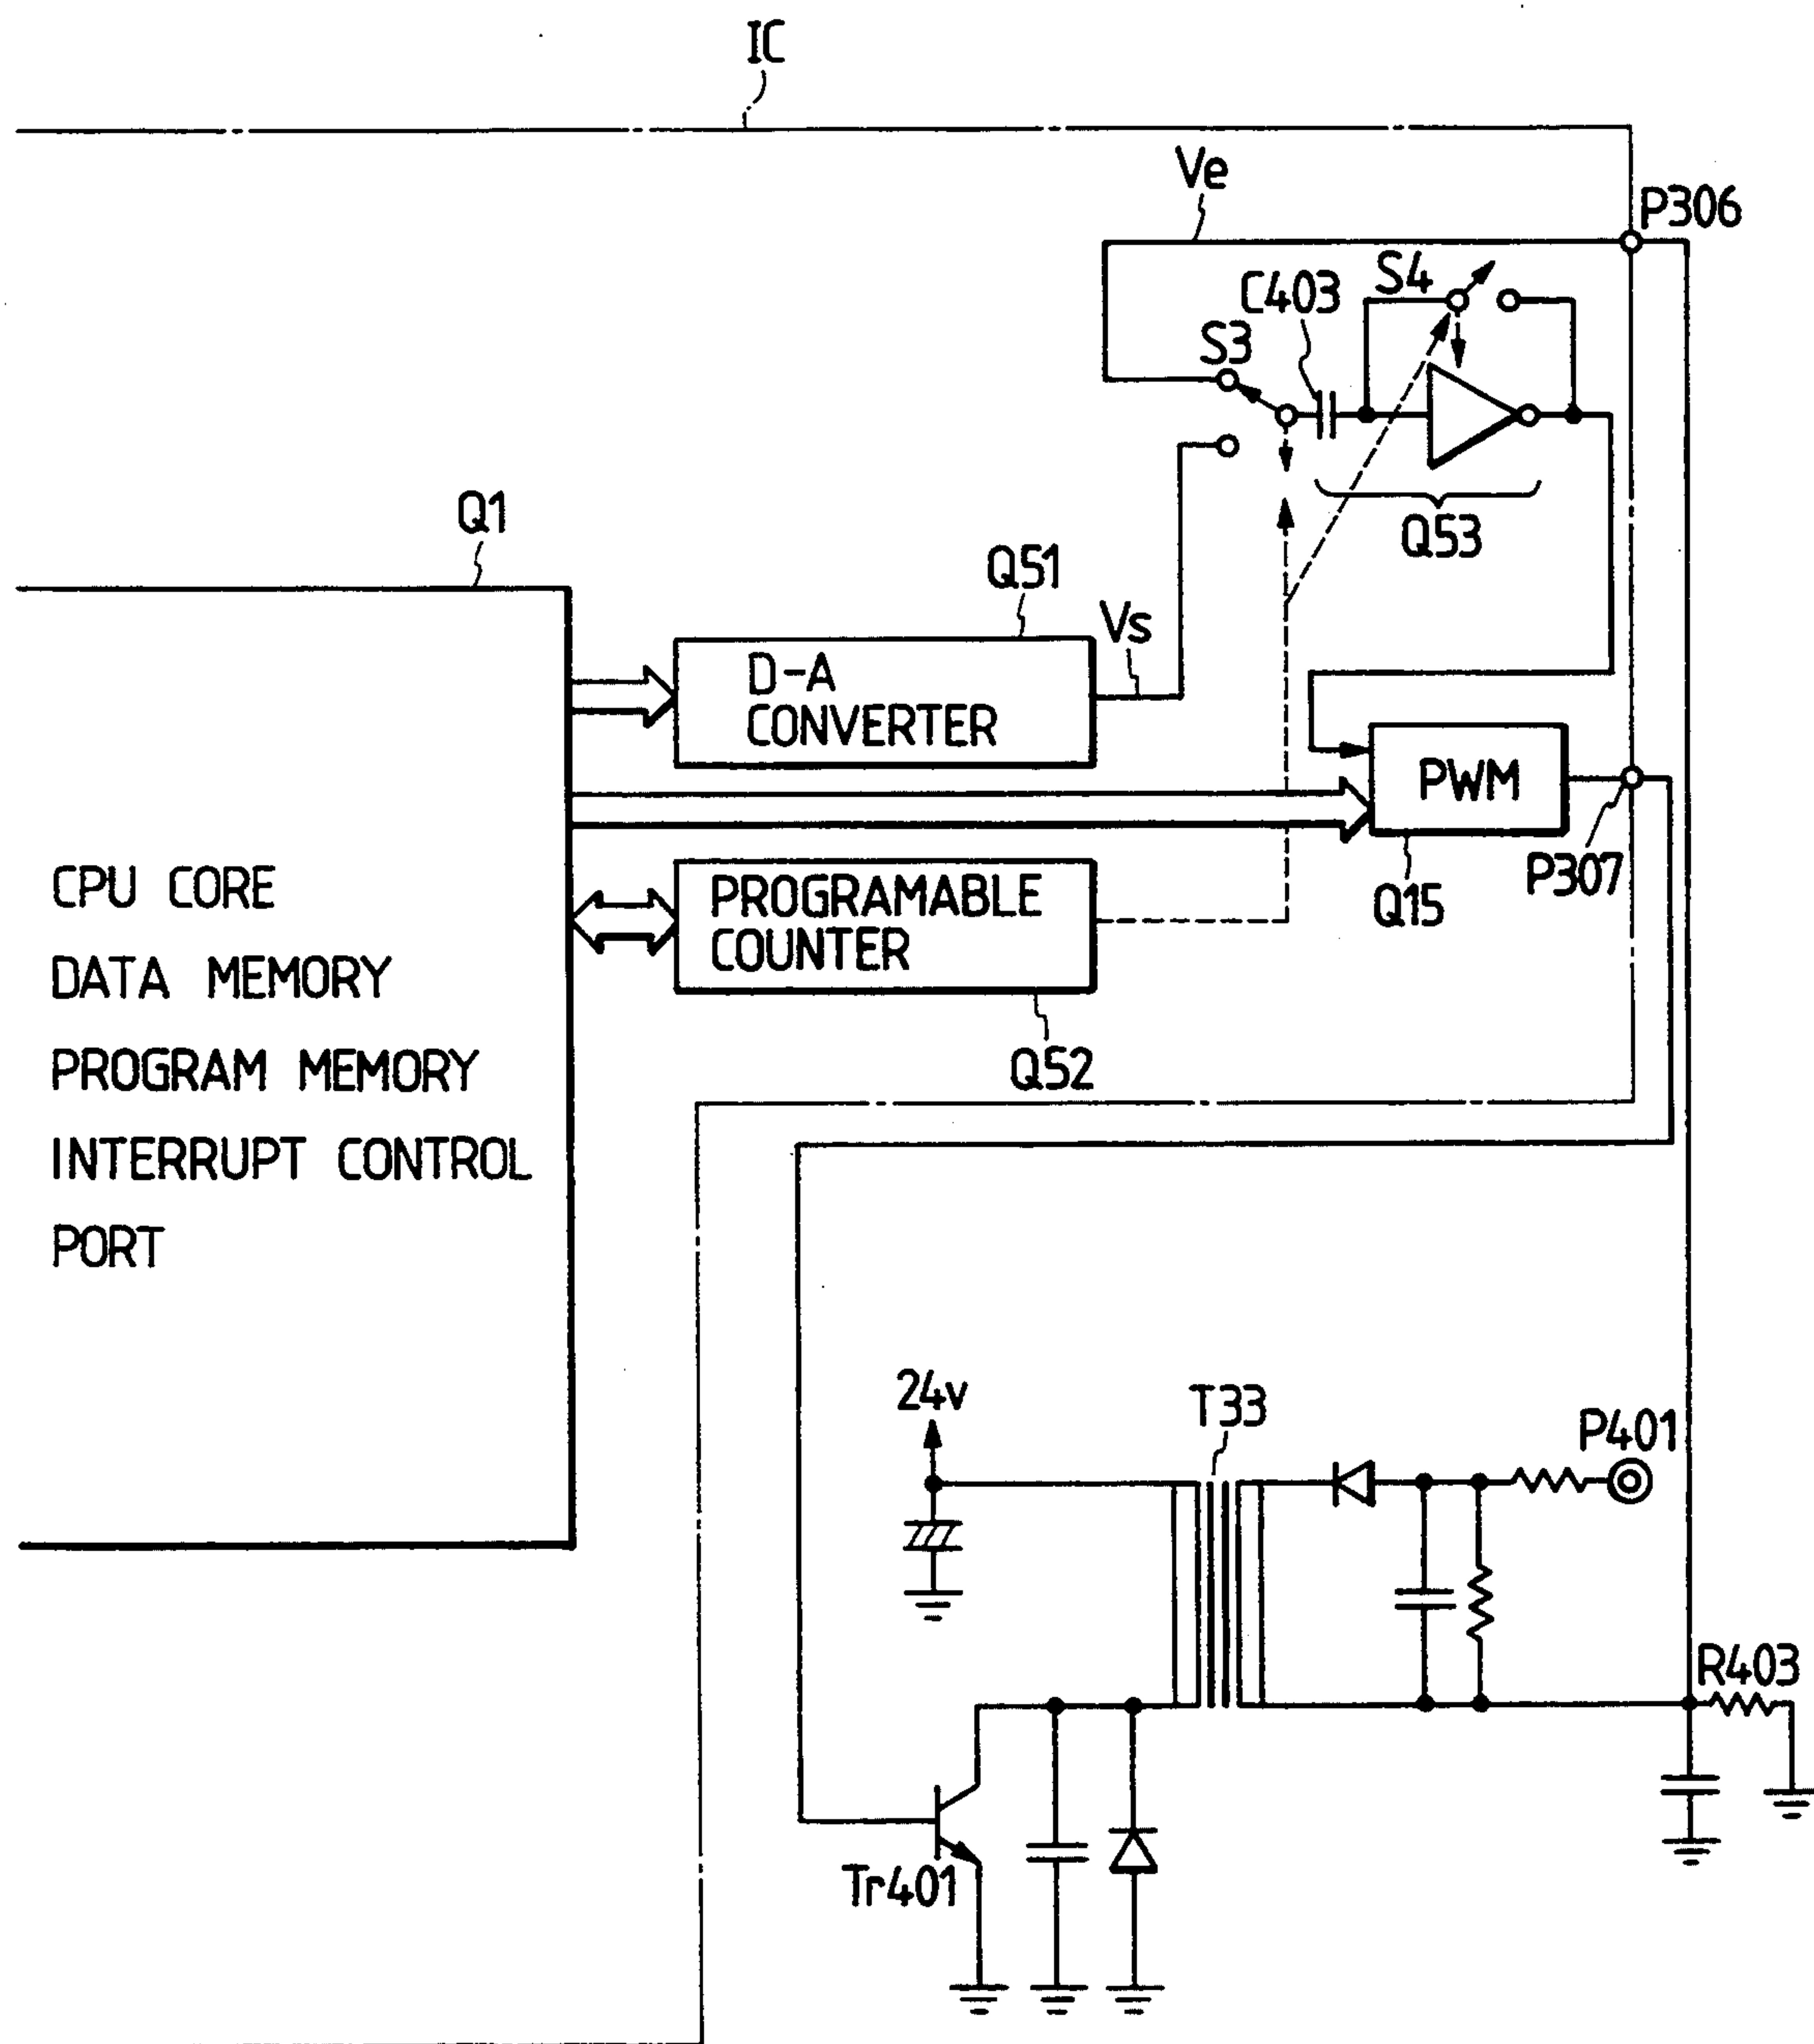 IC
Ve
P306
S4
C403
S3
Q53
Q1
Q51
Vs
D-A
CONVERTER
PWM
P307
Q15
PROGRAMABLE
COUNTER
Q52
CPU CORE
DATA MEMORY
PROGRAM MEMORY
INTERRUPT CONTROL
PORT
24v
T33
P401
R403
Tr401